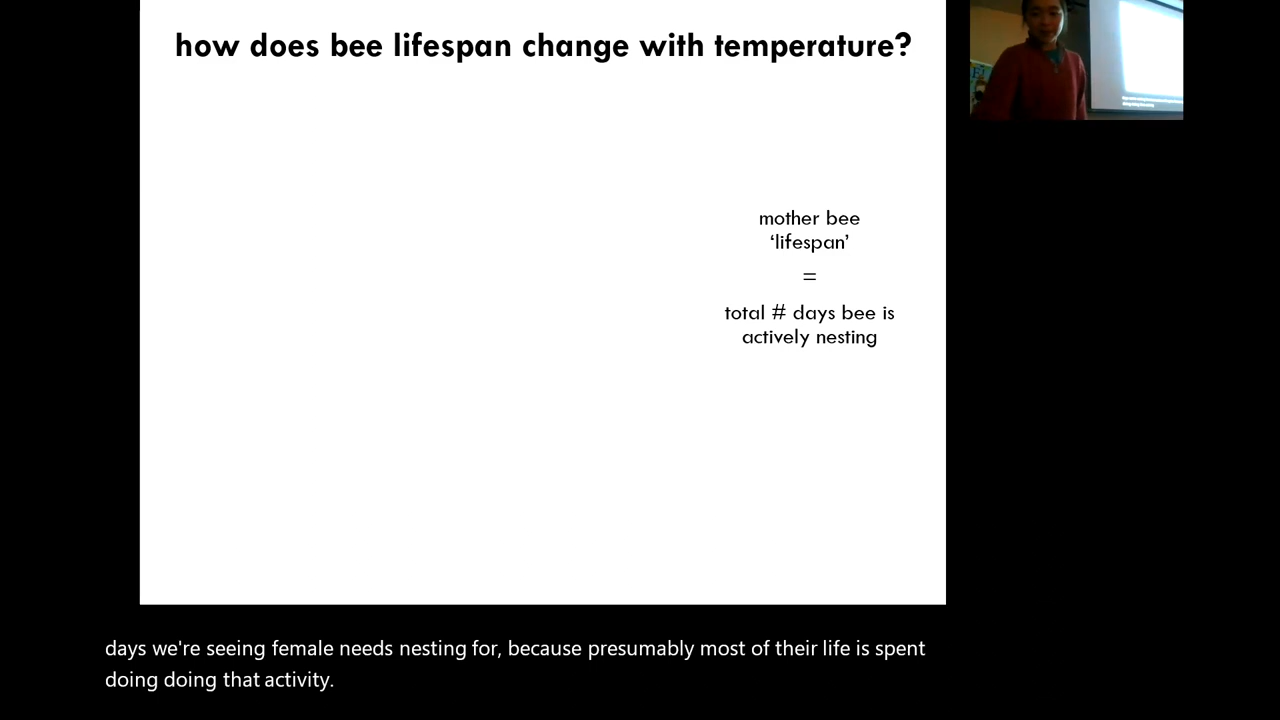 how does bee lifespan change with temperature?
mother bee
‘lifespan’
=
total # days bee is
actively nesting
days we're seeing female needs nesting for, because presumably most of their life is spent
doing doing that activity.